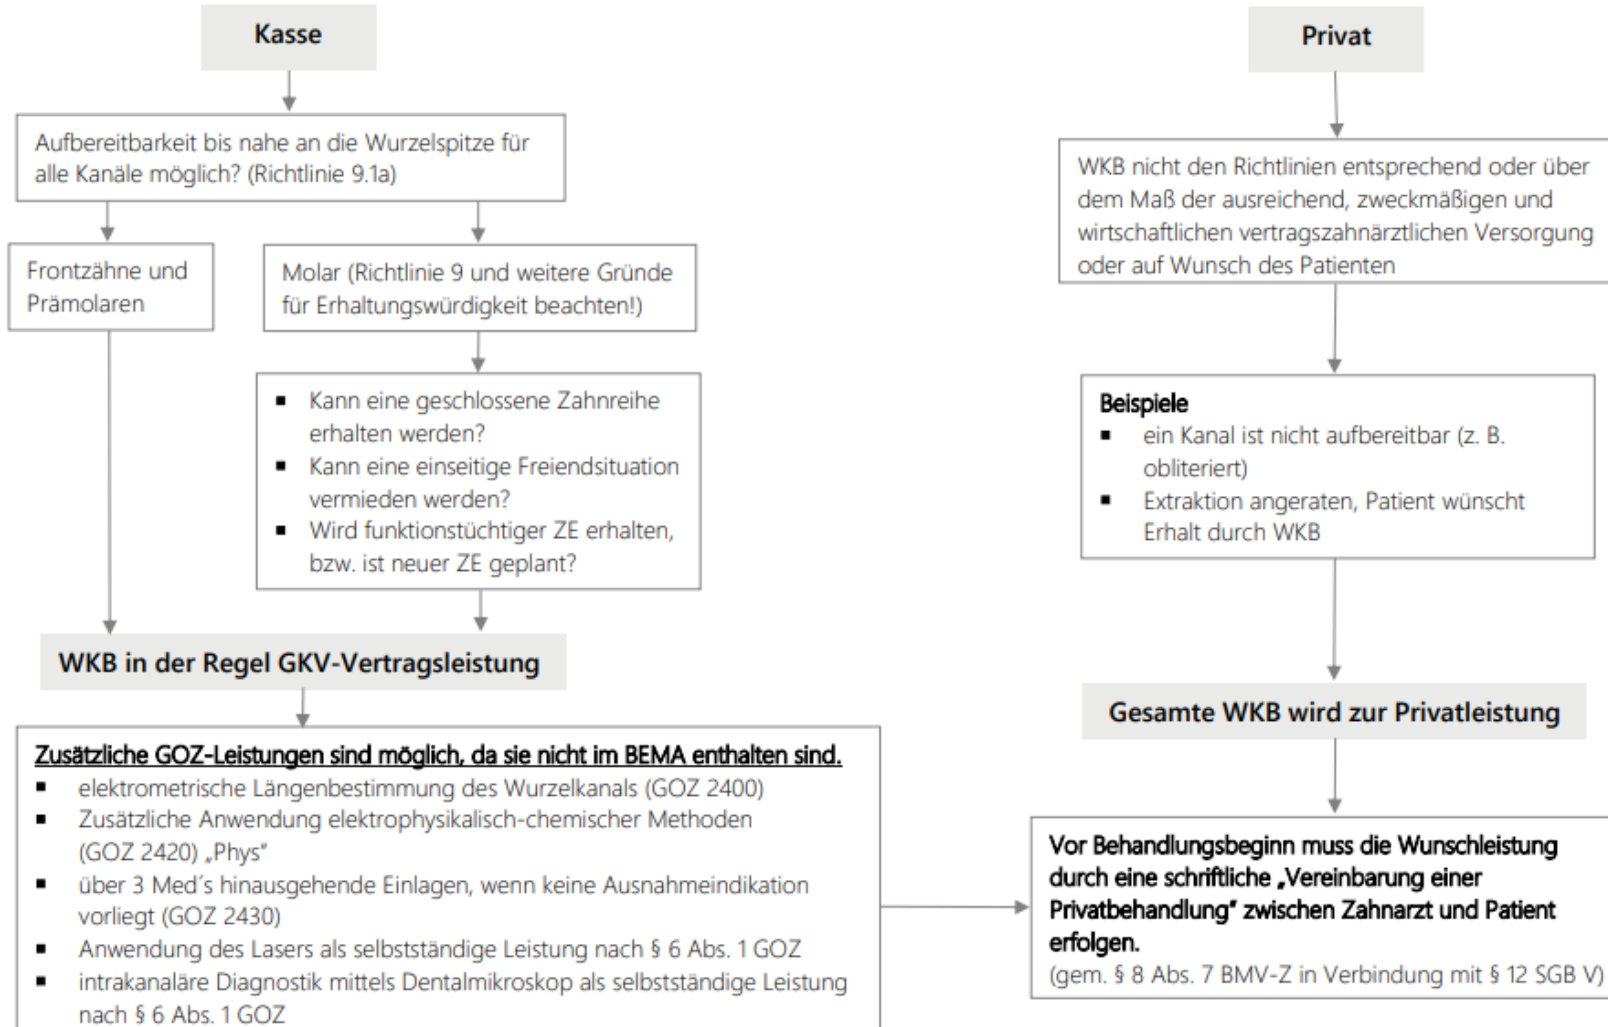 Kasse
Aufbereitbarkeit bis nahe an die Wurzelspitze für
alle Kanäle möglich? (Richtlinie 9.1a)
Frontzähne und
Prämolaren
Molar (Richtlinie 9 und weitere Gründe
für Erhaltungswürdigkeit beachten!)
▪ Kann eine geschlossene Zahnreihe
erhalten werden?
▪ Kann eine einseitige Freiendsituation
vermieden werden?
▪ Wird funktionstüchtiger ZE erhalten,
bzw. ist neuer ZE geplant?
WKB in der Regel GKV-Vertragsleistung
Zusätzliche GOZ-Leistungen sind möglich, da sie nicht im BEMA enthalten sind.
▪ elektrometrische Längenbestimmung des Wurzelkanals (GOZ 2400)
▪ Zusätzliche Anwendung elektrophysikalisch-chemischer Methoden
(GOZ 2420) „Phys“
▪ über 3 Med´s hinausgehende Einlagen, wenn keine Ausnahmeindikation
vorliegt (GOZ 2430)
▪ Anwendung des Lasers als selbstständige Leistung nach § 6 Abs. 1 GOZ
▪ intrakanaläre Diagnostik mittels Dentalmikroskop als selbstständige Leistung
nach § 6 Abs. 1 GOZ
Privat
WKB nicht den Richtlinien entsprechend oder über
dem Maß der ausreichend, zweckmäßigen und
wirtschaftlichen vertragszahnärztlichen Versorgung
oder auf Wunsch des Patienten
Beispiele
▪ ein Kanal ist nicht aufbereitbar (z. B.
obliteriert)
▪ Extraktion angeraten, Patient wünscht
Erhalt durch WKB
Gesamte WKB wird zur Privatleistung
Vor Behandlungsbeginn muss die Wunschleistung
durch eine schriftliche „Vereinbarung einer
Privatbehandlung“ zwischen Zahnarzt und Patient
erfolgen.
(gem. § 8 Abs. 7 BMV-Z in Verbindung mit § 12 SGB V)